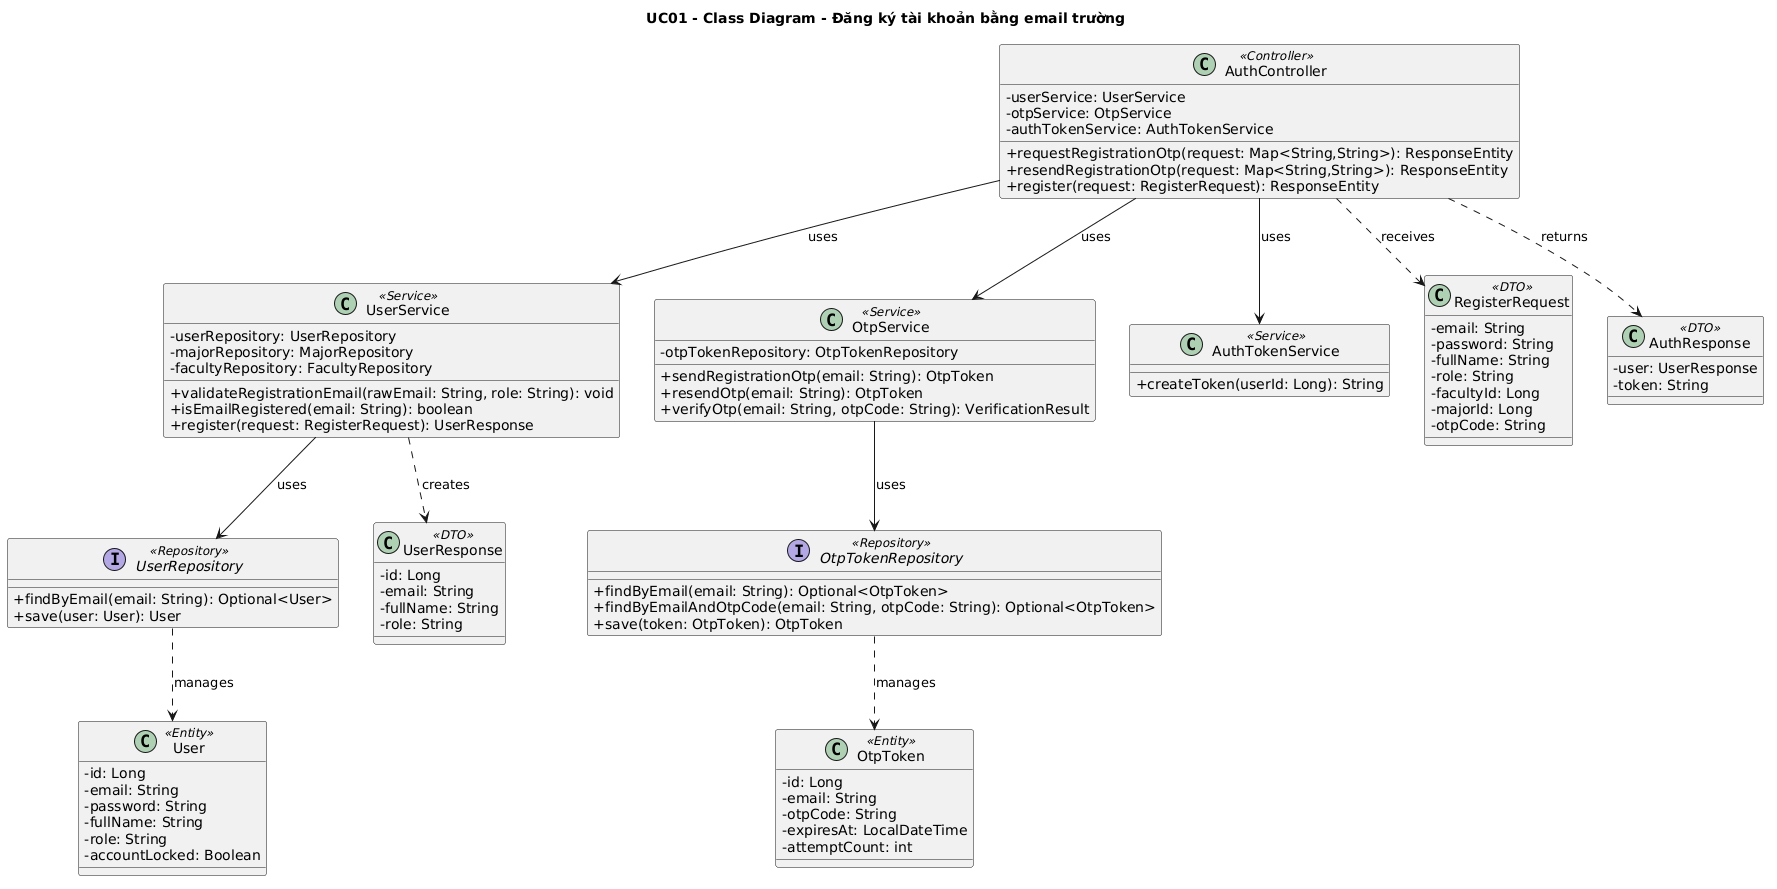 UC01 - Class Diagram - Đăng ký tài khoản bằng email trường
C
«Controller»
AuthController
-userService: UserService
-otpService: OtpService
-authTokenService: AuthTokenService
+requestRegistrationOtp(request: Map<String,String>): ResponseEntity
+resendRegistrationOtp(request: Map<String,String>): ResponseEntity
+register(request: RegisterRequest): ResponseEntity
uses
uses
uses
receives
returns
C
«Service»
UserService
-userRepository: UserRepository
-majorRepository: MajorRepository
-facultyRepository: FacultyRepository
+validateRegistrationEmail(rawEmail: String, role: String): void
+isEmailRegistered(email: String): boolean
+register(request: RegisterRequest): UserResponse
C
«Service»
OtpService
-otpTokenRepository: OtpTokenRepository
+sendRegistrationOtp(email: String): OtpToken
+resendOtp(email: String): OtpToken
+verifyOtp(email: String, otpCode: String): VerificationResult
C
«Service»
AuthTokenService
+createToken(userId: Long): String
C
«DTO»
RegisterRequest
-email: String
-password: String
-fullName: String
-role: String
-facultyId: Long
-majorId: Long
-otpCode: String
C
«DTO»
AuthResponse
-user: UserResponse
-token: String
uses
creates
uses
I
«Repository»
UserRepository
+findByEmail(email: String): Optional<User>
+save(user: User): User
C
«DTO»
UserResponse
-id: Long
-email: String
-fullName: String
-role: String
I
«Repository»
OtpTokenRepository
+findByEmail(email: String): Optional<OtpToken>
+findByEmailAndOtpCode(email: String, otpCode: String): Optional<OtpToken>
+save(token: OtpToken): OtpToken
manages
manages
C
«Entity»
User
-id: Long
-email: String
-password: String
-fullName: String
-role: String
-accountLocked: Boolean
C
«Entity»
OtpToken
-id: Long
-email: String
-otpCode: String
-expiresAt: LocalDateTime
-attemptCount: int